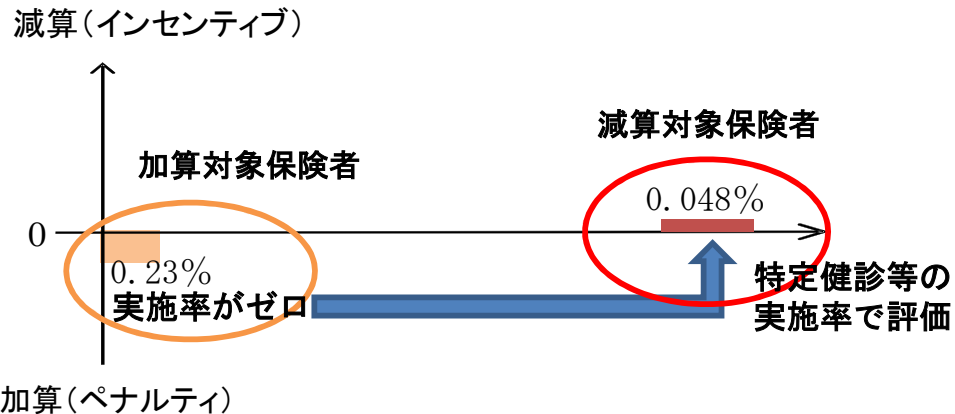 減算（インセンティブ）
減算対象保険者
加算対象保険者
0.048％
0
0.23％
実施率がゼロ
特定健診等の
実施率で評価
加算（ペナルティ）